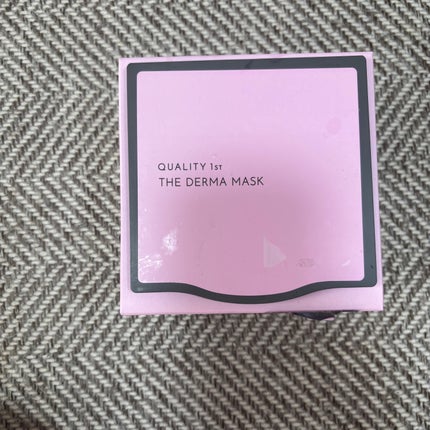 QUALITY 1ST
THE DERMA MASK